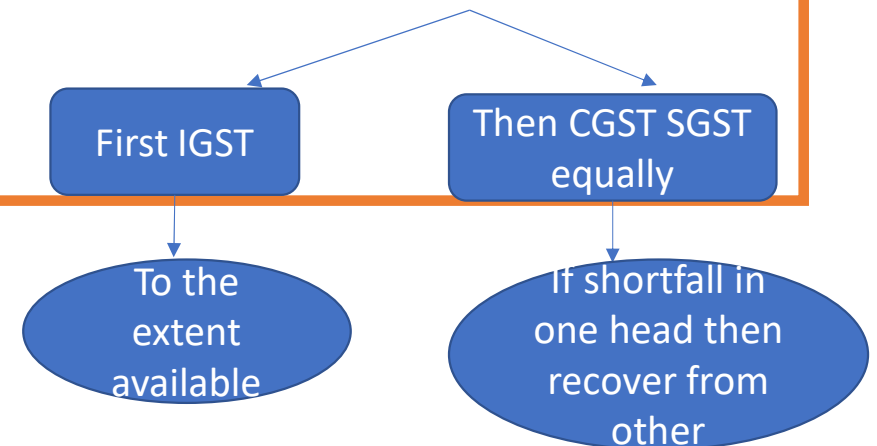 First IGST
Then CGST SGST
equally
To the
extent
available
If shortfall in
one head then
recover from
other